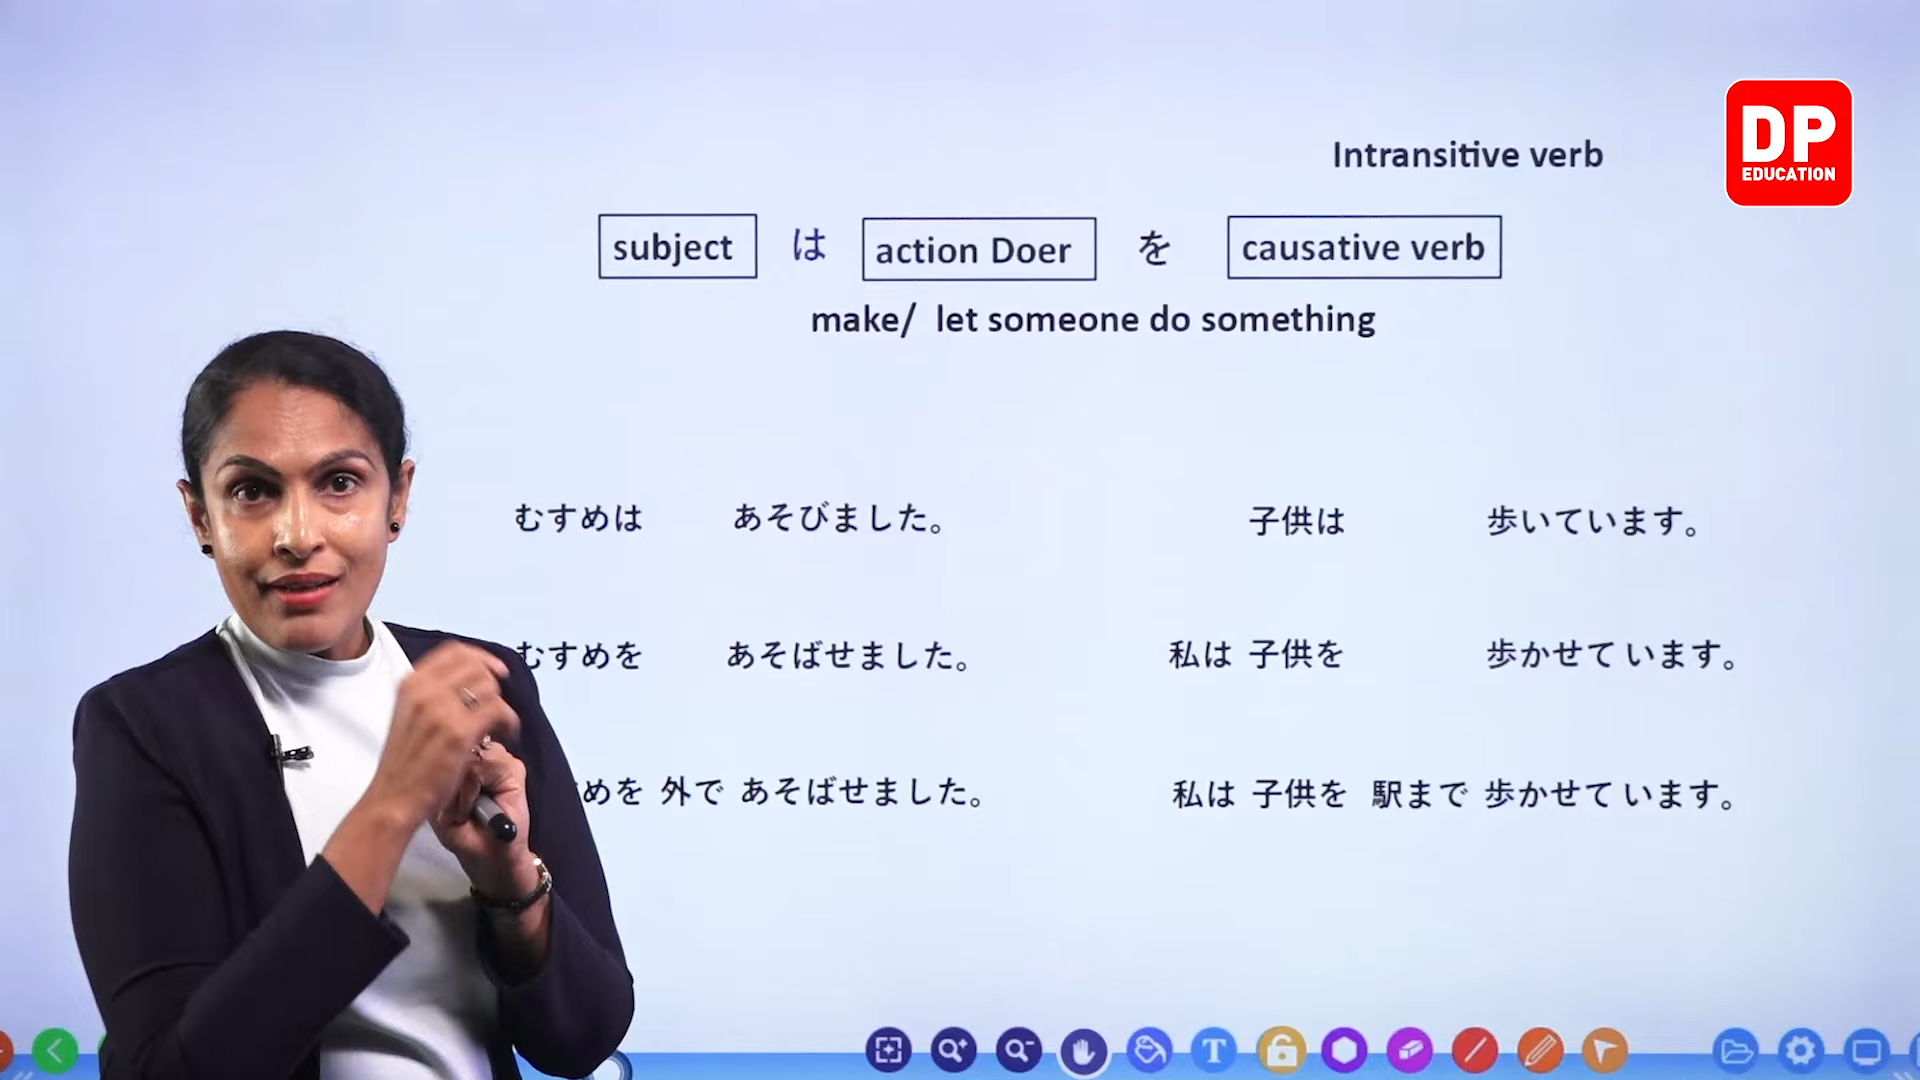 DP
EDUCATION
Intransitive verb
subject は action Doer を causative verb
make/ let someone do something
むすめは あそびました。 子供は 歩いています。
むすめを あそばせました。 私は 子供を 歩かせています。
めを 外で あそばせました。 私は 子供を 駅まで 歩かせています。
T